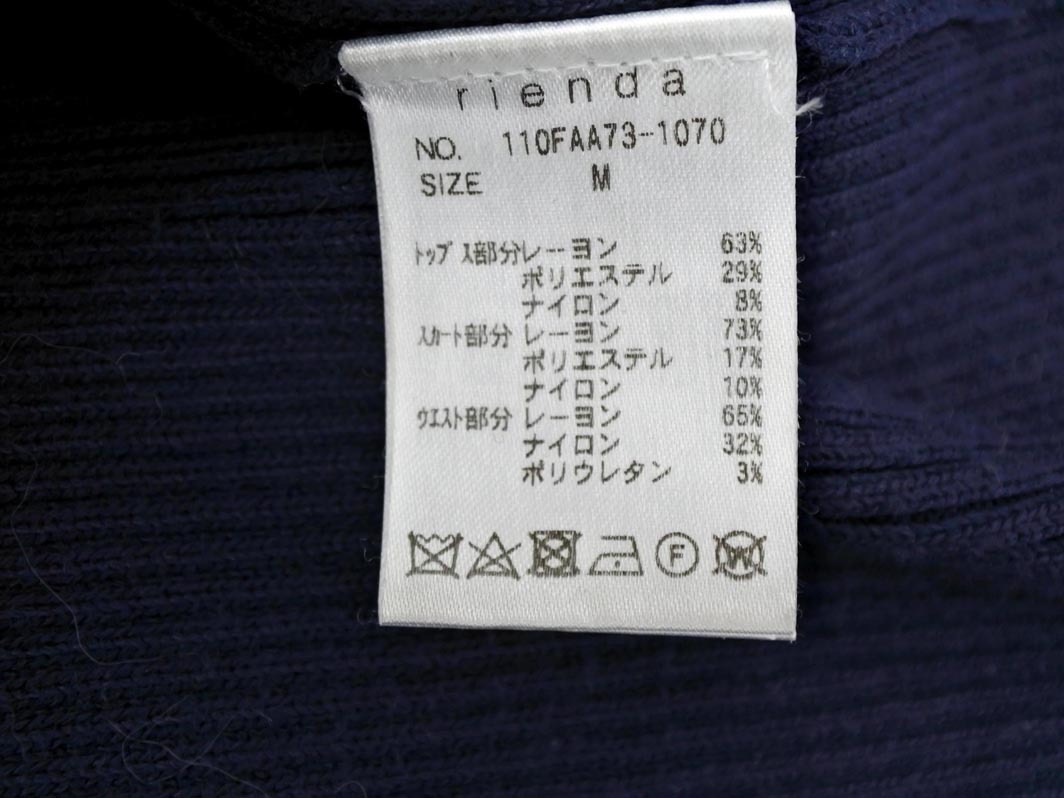 rienda
NO. 110FAA73-1070
SIZE M
トップス部分 レーヨン 63%
ポリエステル 29%
ナイロン 8%
スカート部分 レーヨン 73%
ポリエステル 17%
ナイロン 10%
ウエスト部分 レーヨン 65%
ナイロン 32%
ポリウレタン 3%
F W